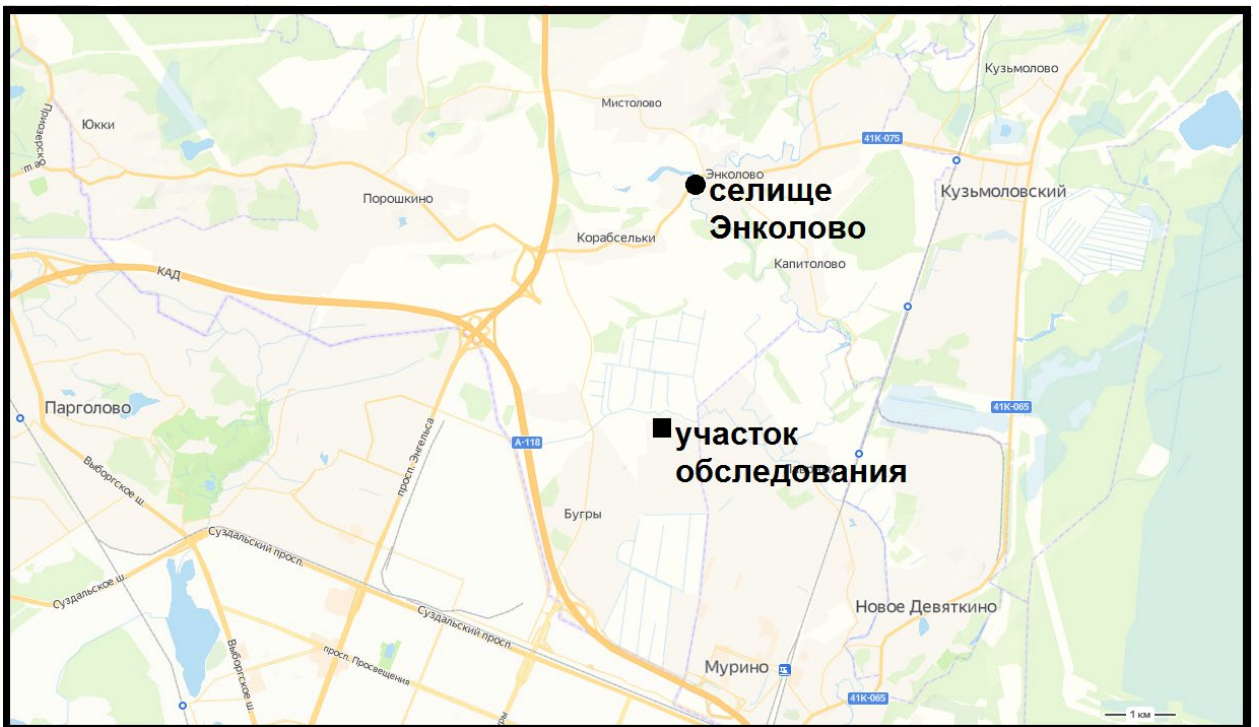 Кузьмолово
Мистолово
Юкки
Приозерское ш.
41К-075
Энколово
селище
Энколово
Порошкино
Кузьмоловский
Корабсельки
Капитолово
КАД
Парголово
41К-065
А-118
просп. Энгельса
участок
обследования
Выборгское ш.
Бугры
Суздальский просп.
Суздальское ш.
Суздальский просп.
Новое Девяткино
Выборгское ш.
просп. Просвещения
Мурино
41К-065
1 км